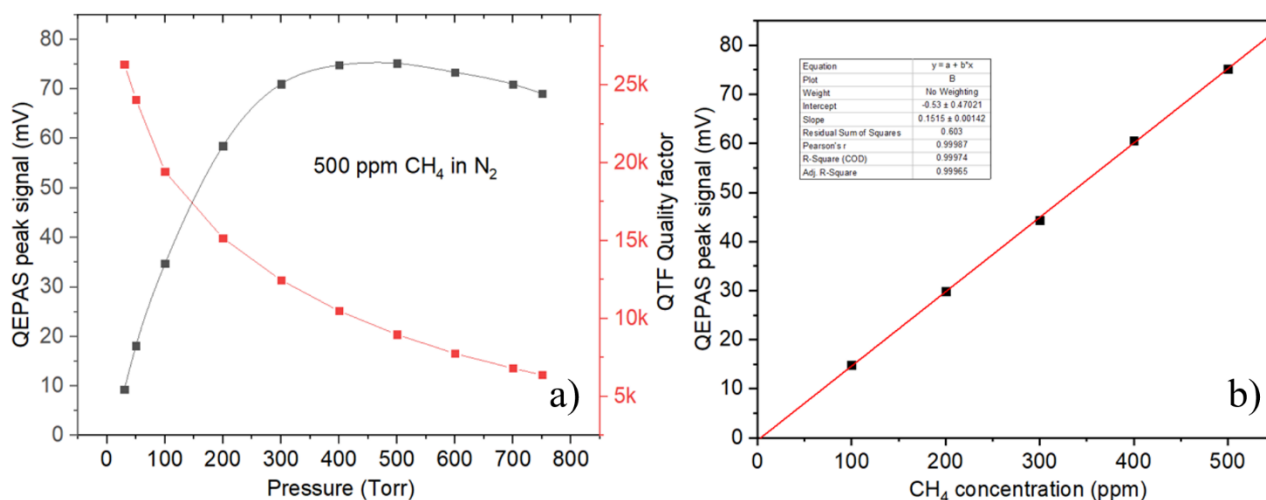 80
70
60
50
40
30
20
10
0
QEPAS peak signal (mV)
500 ppm CH₄ in N₂
25k
20k
15k
10k
5k
QTF Quality factor
a)
0 100 200 300 400 500 600 700 800
Pressure (Torr)
80
70
60
50
40
30
20
10
0
QEPAS peak signal (mV)
Equation y = a + b*x
Plot B
Weight No Weighting
Intercept -0.53 ± 0.47021
Slope 0.1515 ± 0.00142
Residual Sum of Squares 0.603
Pearson's r 0.99987
R-Square (COD) 0.99974
Adj. R-Square 0.99965
b)
0 100 200 300 400 500
CH₄ concentration (ppm)